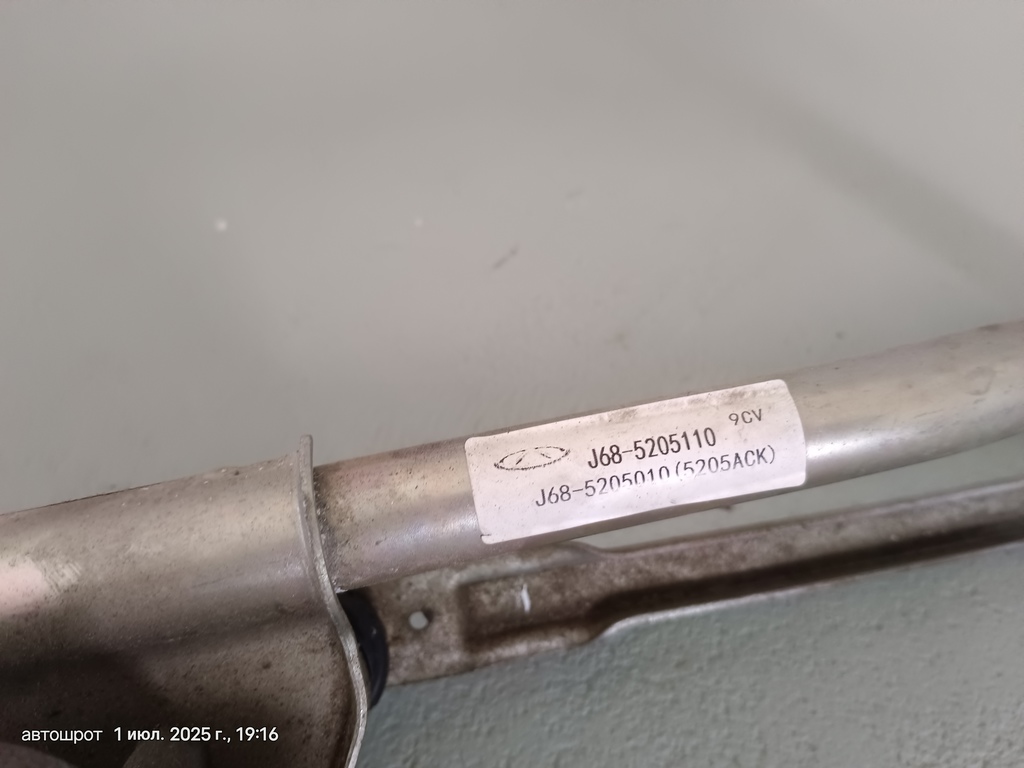 9CV
J68-5205110
J68-5205010(5205ACK)
автошрот 1 июл. 2025 г., 19:16